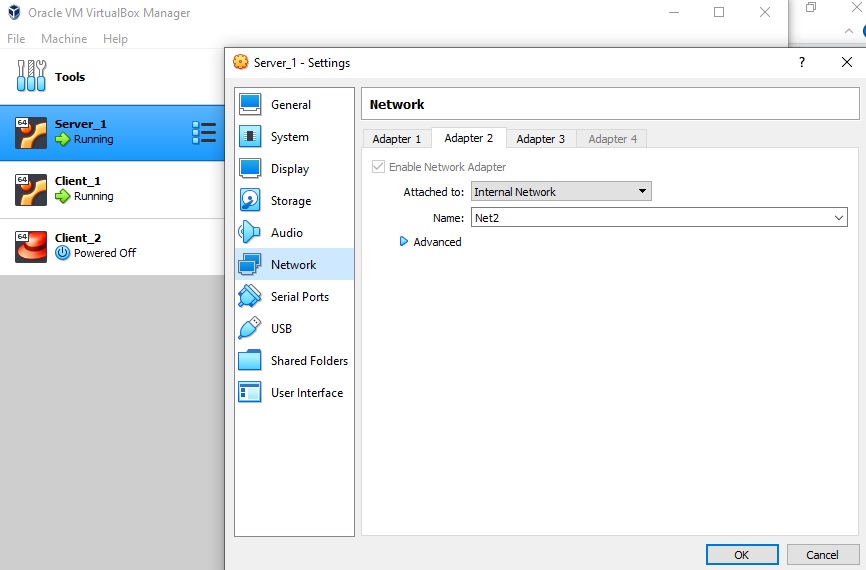 Oracle VM VirtualBox Manager
File Machine Help
Tools
64
Server_1
Running
64
Client_1
Running
64
Client_2
Powered Off
Server_1 - Settings
?
General
System
Display
Storage
Audio
Network
Serial Ports
USB
Shared Folders
User Interface
Network
Adapter 1 Adapter 2 Adapter 3 Adapter 4
Enable Network Adapter
Attached to: Internal Network
Name: Net2
Advanced
OK Cancel